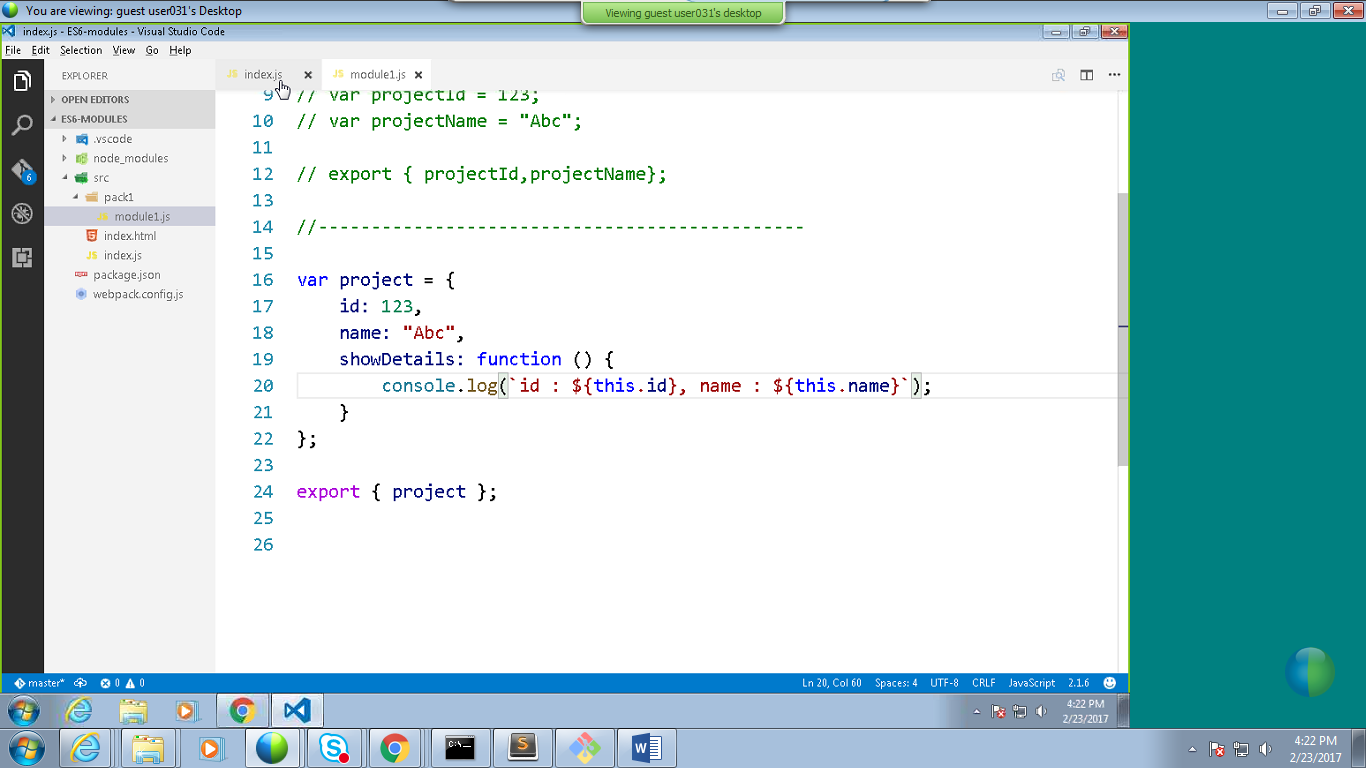 You are viewing: guest user031's Desktop
Viewing guest user031's desktop
index.js - ES6-modules - Visual Studio Code
File Edit Selection View Go Help
EXPLORER
OPEN EDITORS
ES6-MODULES
.vscode
node_modules
src
pack1
JS module1.js
index.html
JS index.js
package.json
webpack.config.js
6
JS index.js
JS module1.js
9 // var projectId = 123;
10 // var projectName = "Abc";
11
12 // export { projectId,projectName};
13
14 //----------------------------------------------
15
16 var project = {
17 id: 123,
18 name: "Abc",
19 showDetails: function () {
20 console.log(`id : ${this.id}, name : ${this.name}`);
21 }
22 };
23
24 export { project };
25
26
master* 0 0 Ln 20, Col 60 Spaces: 4 UTF-8 CRLF JavaScript 2.1.6
4:22 PM
2/23/2017
4:22 PM
2/23/2017